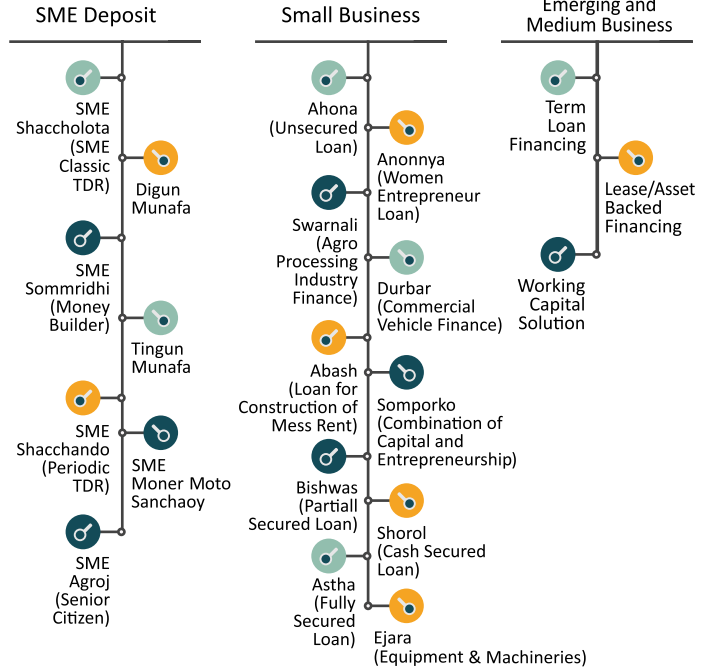 SME Deposit
SME
Shaccholota
(SME
Classic
TDR)
Digun
Munafa
SME
Sommridhi
(Money
Builder)
Tingun
Munafa
SME
Shacchando
(Periodic
TDR)
SME
Moner Moto
Sanchaoy
SME
Agroj
(Senior
Citizen)
Small Business
Ahona
(Unsecured
Loan)
Anonnya
(Women
Entrepreneur
Loan)
Swarnali
(Agro
Processing
Industry
Finance)
Durbar
(Commercial
Vehicle Finance)
Abash
(Loan for
Construction of
Mess Rent)
Somporko
(Combination of
Capital and
Entrepreneurship)
Bishwas
(Partiall
Secured Loan)
Shorol
(Cash Secured
Loan)
Astha
(Fully
Secured
Loan)
Ejara
(Equipment & Machineries)
Emerging and
Medium Business
Term
Loan
Financing
Lease/Asset
Backed
Financing
Working
Capital
Solution